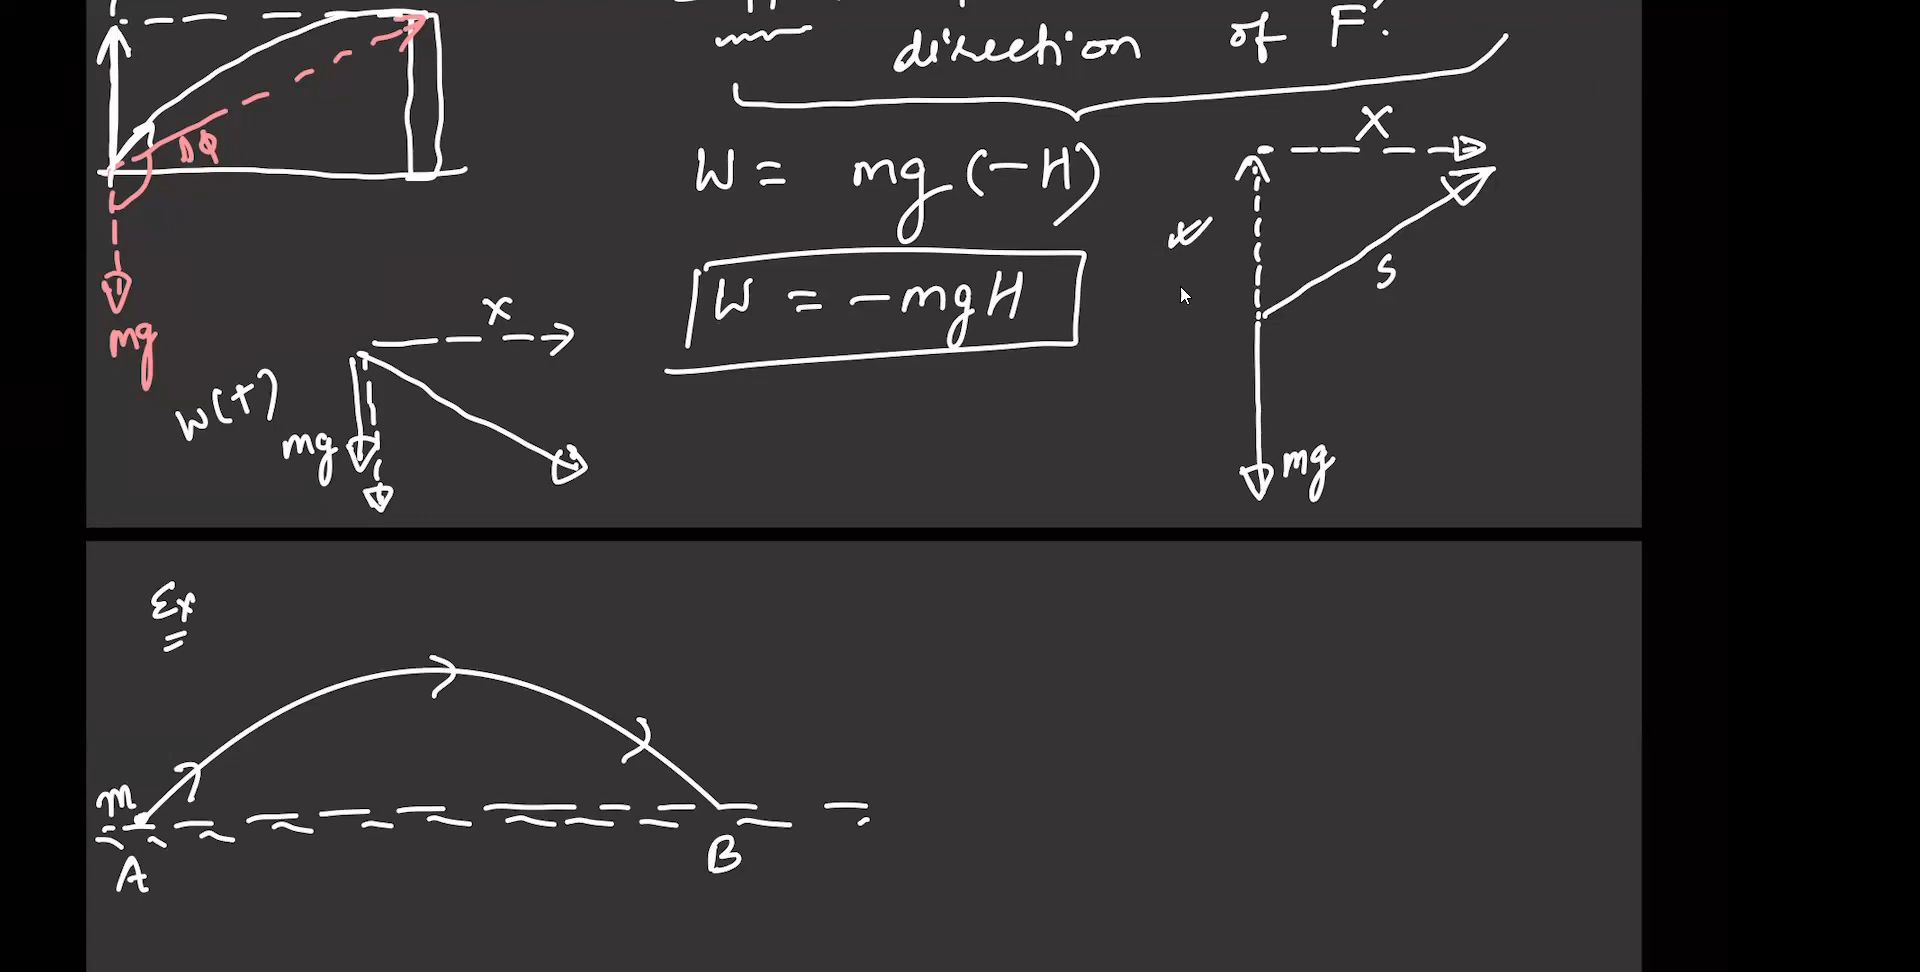 direction of F.
X
Δφ
W = mg (-H)
W = -mgH
S
X
mg
W(+)
mg
mg
Ex
m
A
B